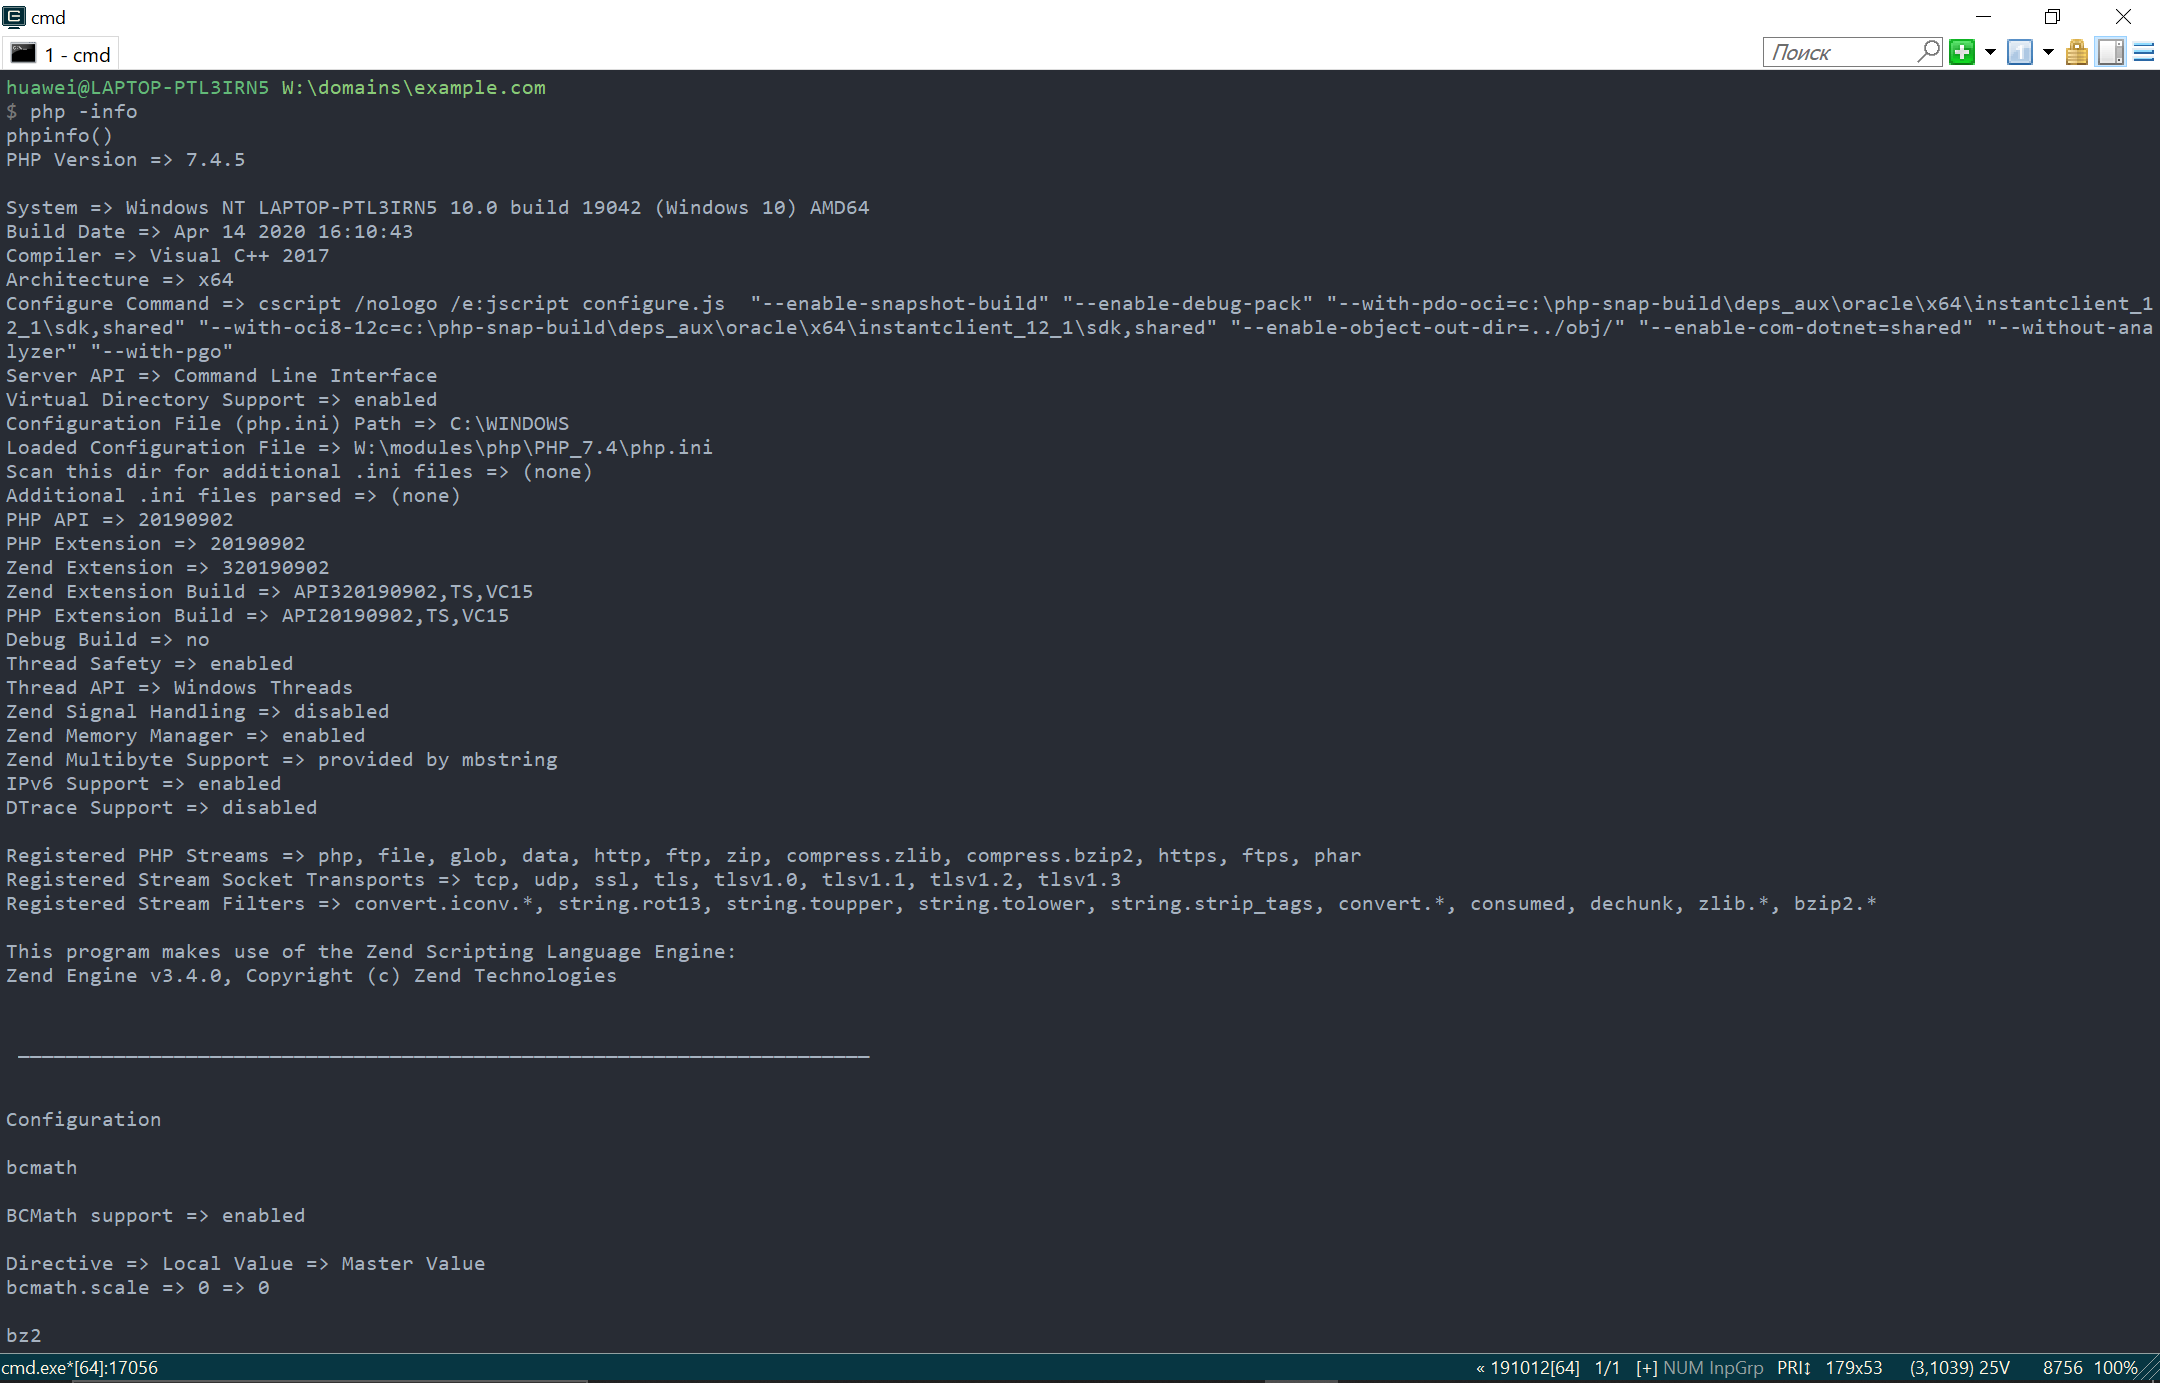 cmd
1 - cmd
Поиск
huawei@LAPTOP-PTL3IRN5 W:\domains\example.com
$ php -info
phpinfo()
PHP Version => 7.4.5
System => Windows NT LAPTOP-PTL3IRN5 10.0 build 19042 (Windows 10) AMD64
Build Date => Apr 14 2020 16:10:43
Compiler => Visual C++ 2017
Architecture => x64
Configure Command => cscript /nologo /e:jscript configure.js  "--enable-snapshot-build" "--enable-debug-pack" "--with-pdo-oci=c:\php-snap-build\deps_aux\oracle\x64\instantclient_1
2_1\sdk,shared" "--with-oci8-12c=c:\php-snap-build\deps_aux\oracle\x64\instantclient_12_1\sdk,shared" "--enable-object-out-dir=../obj/" "--enable-com-dotnet=shared" "--without-ana
lyzer" "--with-pgo"
Server API => Command Line Interface
Virtual Directory Support => enabled
Configuration File (php.ini) Path => C:\WINDOWS
Loaded Configuration File => W:\modules\php\PHP_7.4\php.ini
Scan this dir for additional .ini files => (none)
Additional .ini files parsed => (none)
PHP API => 20190902
PHP Extension => 20190902
Zend Extension => 320190902
Zend Extension Build => API320190902,TS,VC15
PHP Extension Build => API20190902,TS,VC15
Debug Build => no
Thread Safety => enabled
Thread API => Windows Threads
Zend Signal Handling => disabled
Zend Memory Manager => enabled
Zend Multibyte Support => provided by mbstring
IPv6 Support => enabled
DTrace Support => disabled
Registered PHP Streams => php, file, glob, data, http, ftp, zip, compress.zlib, compress.bzip2, https, ftps, phar
Registered Stream Socket Transports => tcp, udp, ssl, tls, tlsv1.0, tlsv1.1, tlsv1.2, tlsv1.3
Registered Stream Filters => convert.iconv.*, string.rot13, string.toupper, string.tolower, string.strip_tags, convert.*, consumed, dechunk, zlib.*, bzip2.*
This program makes use of the Zend Scripting Language Engine:
Zend Engine v3.4.0, Copyright (c) Zend Technologies
_______________________________________________________________________
Configuration
bcmath
BCMath support => enabled
Directive => Local Value => Master Value
bcmath.scale => 0 => 0
bz2
cmd.exe*[64]:17056 « 191012[64] 1/1 [+] NUM InpGrp PRI↕ 179x53 (3,1039) 25V 8756 100%